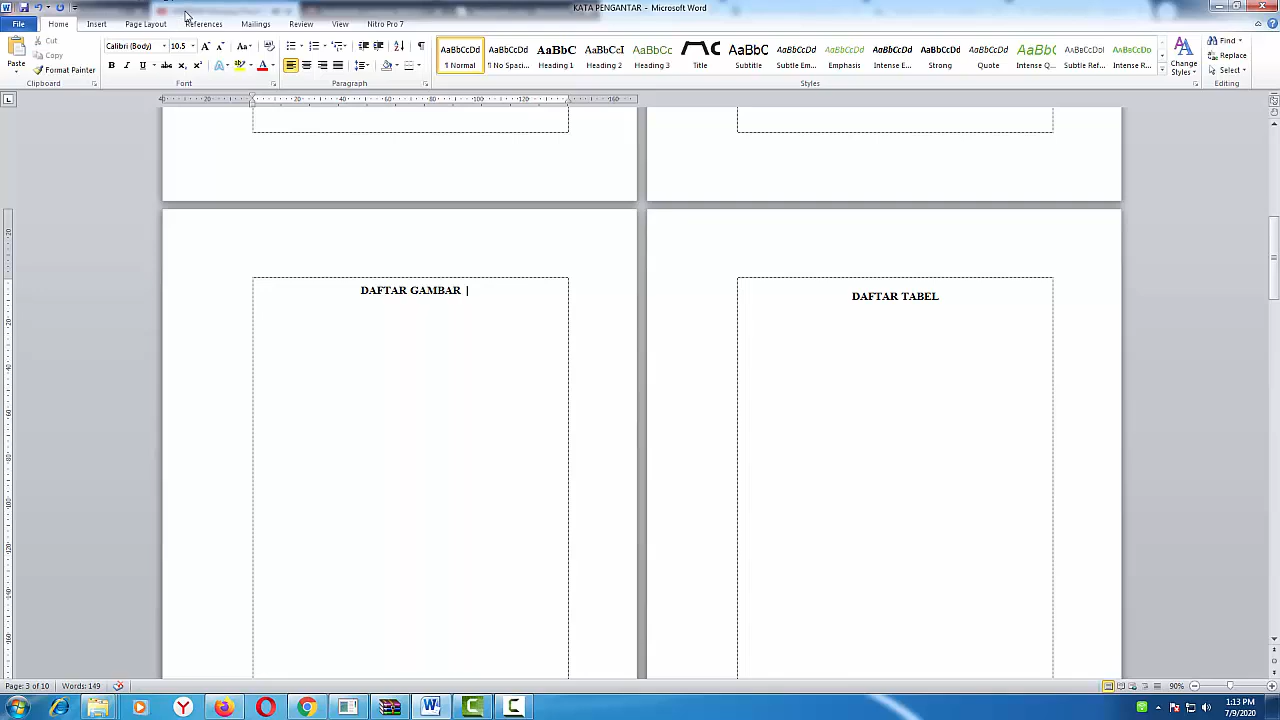 KATA PENGANTAR - Microsoft Word
File Home Insert Page Layout References Mailings Review View Nitro Pro 7
Paste
Cut
Copy
Format Painter
Clipboard
Calibri (Body) 10.5
Font
Paragraph
AaBbCcDd AaBbCcDd AaBbC AaBbCcI AaBbCc AaBbC AaBbCcDd AaBbCcDd AaBbCcDd AaBbCcDd AaBbCcDd AaBbC AaBbCcDd AaBbCcD
¶ Normal ¶ No Spaci... Heading 1 Heading 2 Heading 3 Title Subtitle Subtle Em... Emphasis Intense E... Strong Quote Intense Q... Subtle Ref... Intense R...
Styles
Change Styles
Find
Replace
Select
Editing
DAFTAR GAMBAR
DAFTAR TABEL
Page: 3 of 10 Words: 149
90%
1:13 PM
7/9/2020